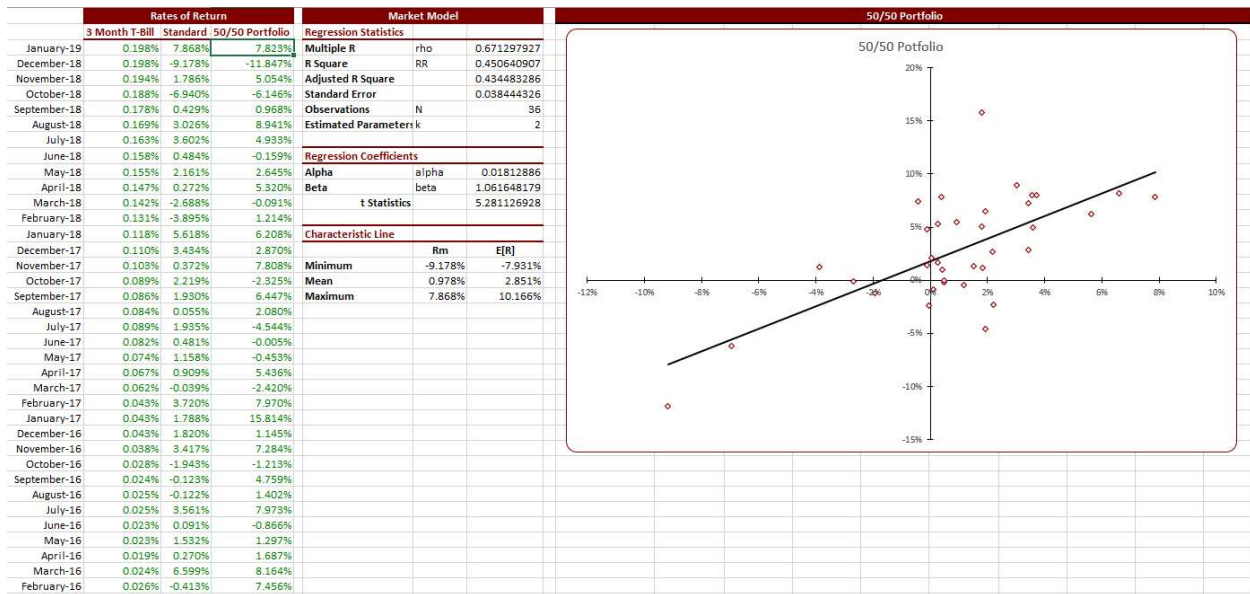 Rates of Return Market Model 50/50 Portfolio
3 Month T-Bill Standard 50/50 Portfolio Regression Statistics
January-19 0.198% 7.868% 7.823% Multiple R rho 0.671297927
December-18 0.198% -9.178% -11.847% R Square RR 0.450640907
November-18 0.194% 1.786% 5.054% Adjusted R Square 0.434483286
October-18 0.188% -6.940% -6.146% Standard Error 0.038444326
September-18 0.178% 0.429% 0.968% Observations N 36
August-18 0.169% 3.026% 8.941% Estimated Parameters k 2
July-18 0.163% 3.602% 4.933%
June-18 0.158% 0.484% -0.159% Regression Coefficients
May-18 0.155% 2.161% 2.645% Alpha alpha 0.01812886
April-18 0.147% 0.272% 5.320% Beta beta 1.061648179
March-18 0.142% -2.688% -0.091% t Statistics 5.281126928
February-18 0.131% -3.895% 1.214%
January-18 0.118% 5.618% 6.208% Characteristic Line
December-17 0.110% 3.434% 2.870% Rm E[R]
November-17 0.103% 0.372% 7.808% Minimum -9.178% -7.931%
October-17 0.089% 2.219% -2.325% Mean 0.978% 2.851%
September-17 0.086% 1.930% 6.447% Maximum 7.868% 10.166%
August-17 0.084% 0.055% 2.080%
July-17 0.089% 1.935% -4.544%
June-17 0.082% 0.481% -0.005%
May-17 0.074% 1.158% -0.453%
April-17 0.067% 0.909% 5.436%
March-17 0.062% -0.039% -2.420%
February-17 0.043% 3.720% 7.970%
January-17 0.043% 1.788% 15.814%
December-16 0.043% 1.820% 1.145%
November-16 0.038% 3.417% 7.284%
October-16 0.028% -1.943% -1.213%
September-16 0.024% -0.123% 4.759%
August-16 0.025% -0.122% 1.402%
July-16 0.025% 3.561% 7.973%
June-16 0.023% 0.091% -0.866%
May-16 0.023% 1.532% 1.297%
April-16 0.019% 0.270% 1.687%
March-16 0.024% 6.599% 8.164%
February-16 0.026% -0.413% 7.456%
50/50 Potfolio
20%
15%
10%
5%
0%
-12% -10% -8% -6% -4% -2% 0% 2% 4% 6% 8% 10%
-5%
-10%
-15%